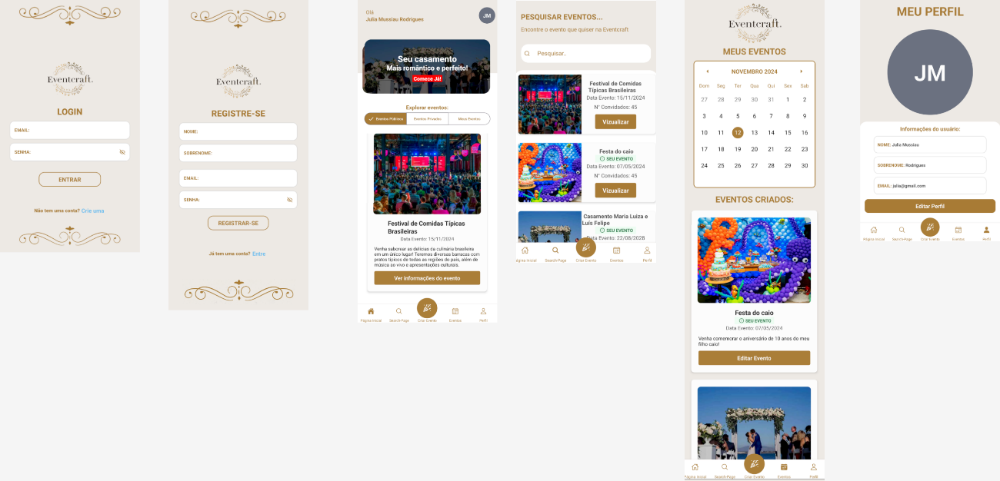 Eventcraft.
LOGIN
EMAIL:
SENHA:
ENTRAR
Não tem uma conta? Crie uma
Eventcraft.
REGISTRE-SE
NOME:
SOBRENOME:
EMAIL:
SENHA:
REGISTRAR-SE
Já tem uma conta? Entre
Olá
Julia Mussiau Rodrigues
JM
Seu casamento
Mais romântico e perfeito!
Comece Já!
Explorar eventos:
Eventos Públicos
Eventos Privados
Meus Eventos
Festival de Comidas Típicas
Brasileiras
Data Evento: 15/11/2024
Venha saborear as delícias da culinária brasileira
em um único lugar! Teremos diversas barracas com
pratos típicos de todas as regiões do país, além de
música ao vivo e apresentações culturais.
Ver informações do evento
Página Inicial
Search-Page
Criar Evento
Eventos
Perfil
PESQUISAR EVENTOS...
Encontre o evento que quiser na Eventcraft
Pesquisar..
Festival de Comidas
Típicas Brasileiras
Data Evento: 15/11/2024
N° Convidados: 45
Vizualizar
Festa do caio
SEU EVENTO
Data Evento: 07/05/2024
N° Convidados: 45
Vizualizar
Casamento Maria Luiza e
Luís Felipe
SEU EVENTO
Data Evento: 22/08/2028
ágina Inicial
Search-Page
Criar Evento
Eventos
Perfil
Eventcraft.
MEUS EVENTOS
NOVEMBRO 2024
Dom Seg Ter Qua Qui Sex Sab
27 28 29 30 31 1 2
3 4 5 6 7 8 9
10 11 12 13 14 15 16
17 18 19 20 21 22 23
24 25 26 27 28 29 30
EVENTOS CRIADOS:
Festa do caio
SEU EVENTO
Data Evento: 07/05/2024
Venha comemorar o aniversário de 10 anos do meu
filho caio!
Editar Evento
Página Inicial
Search-Page
Criar Evento
Eventos
Perfil
MEU PERFIL
JM
Informações do usuário:
NOME: Julia Mussiau
SOBRENOME: Rodrigues
EMAIL: julia@gmail.com
Editar Perfil
Página Inicial
Search-Page
Criar Evento
Eventos
Perfil